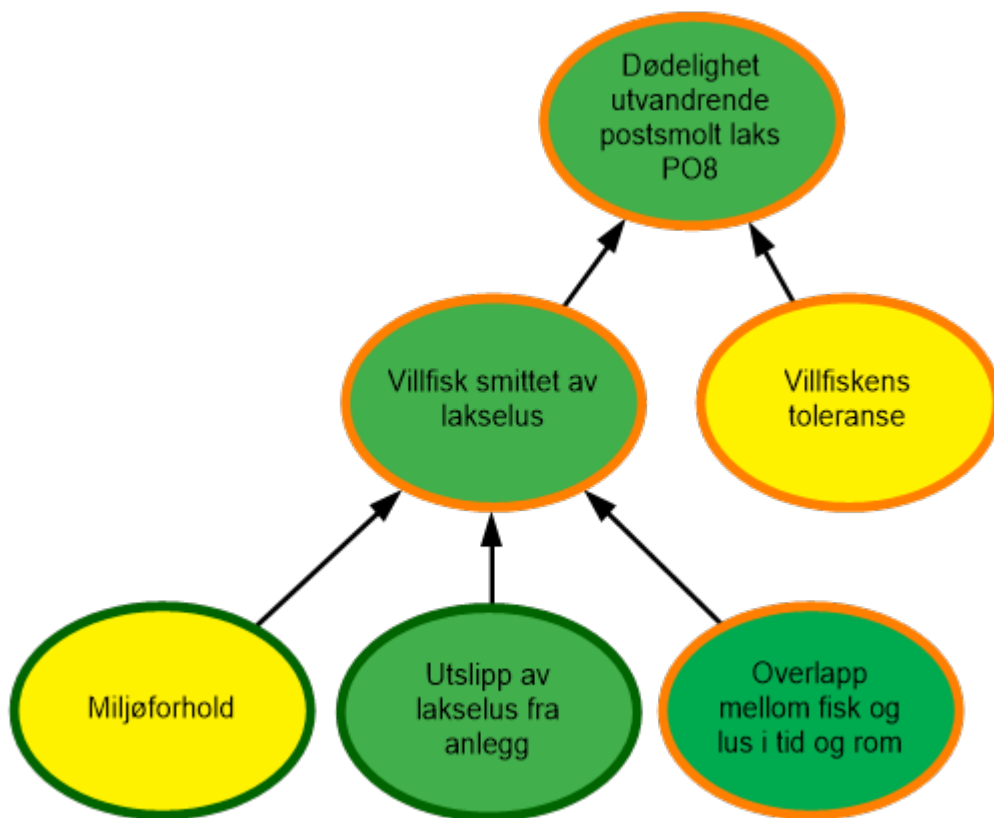 Dødelighet
utvandrende
postsmolt laks
PO8
Villfisk smittet av
lakselus
Villfiskens
toleranse
Miljøforhold
Utslipp av
lakselus fra
anlegg
Overlapp
mellom fisk og
lus i tid og rom